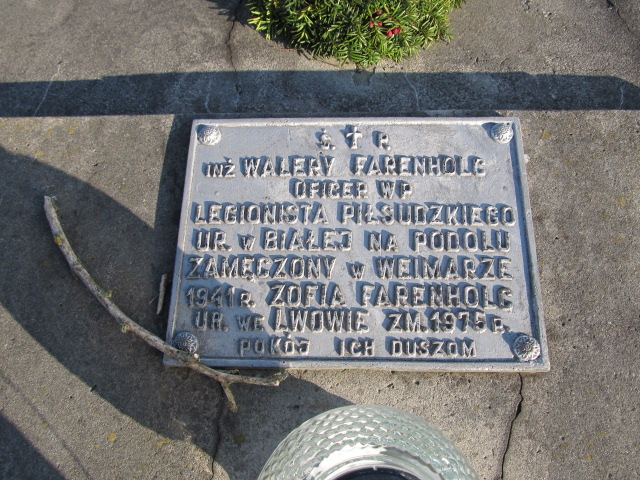 Ś. † P.
INŻ WALERY FARENHOLC
OFICER WP
LEGIONISTA PIŁSUDZKIEGO
UR. W BIAŁEJ NA PODOLU
ZAMĘCZONY W WEIMARZE
1941 R. ZOFIA FARENHOLC
UR. WE LWOWIE ZM. 1975 R.
POKÓJ ICH DUSZOM